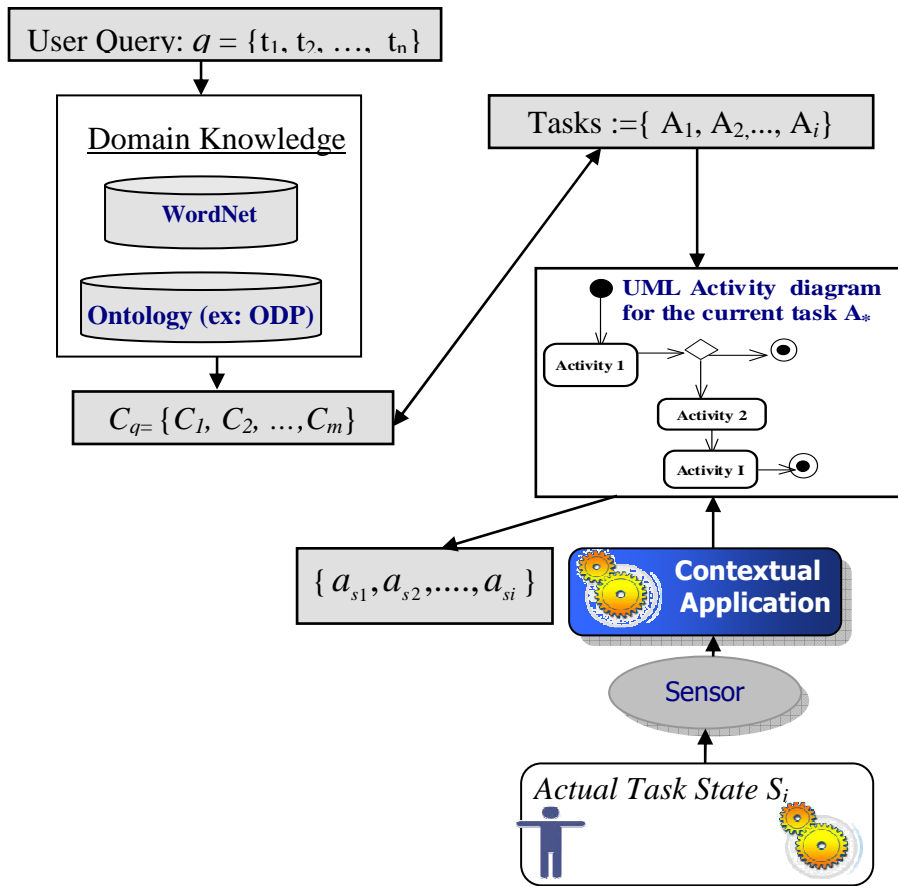 User Query: q = {t1, t2, …, tn}
Domain Knowledge
WordNet
Ontology (ex: ODP)
Cq= {C1, C2, …,Cm}
Tasks :={ A1, A2,..., Ai}
UML Activity diagram
for the current task A*
Activity 1
Activity 2
Activity I
{ as1,as2,....,asi }
Contextual
Application
Sensor
Actual Task State Si